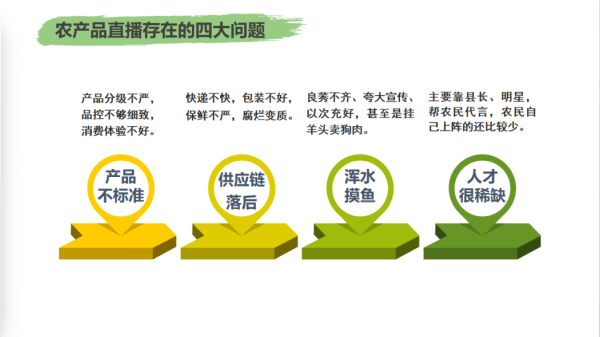 农产品直播存在的四大问题
产品分级不严，
品控不够细致，
消费体验不好。
快递不快，包装不好，
保鲜不严，腐烂变质。
良莠不齐、夸大宣传、
以次充好，甚至是挂
羊头卖狗肉。
主要靠县长、明星，
帮农民代言，农民自
己上阵的还比较少。
产品
不标准
供应链
落后
浑水
摸鱼
人才
很稀缺